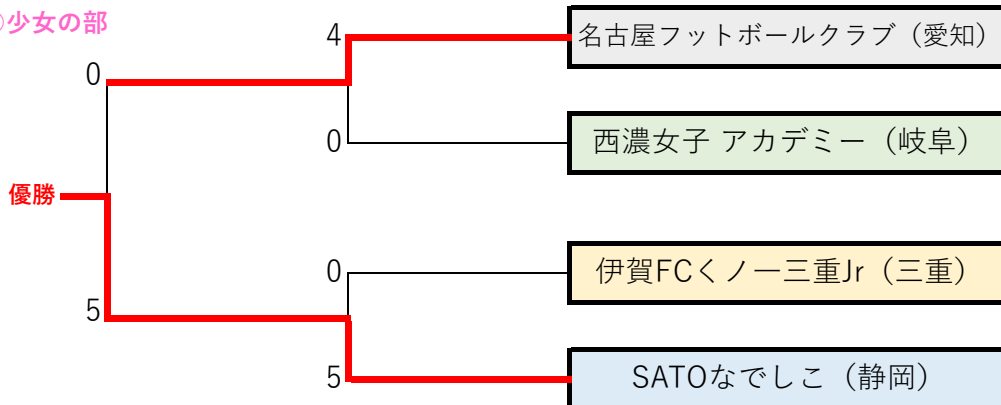 少女の部
4
名古屋フットボールクラブ（愛知）
0
0
西濃女子 アカデミー（岐阜）
優勝
0
伊賀FCくノ一三重Jr（三重）
5
5
SATOなでしこ（静岡）